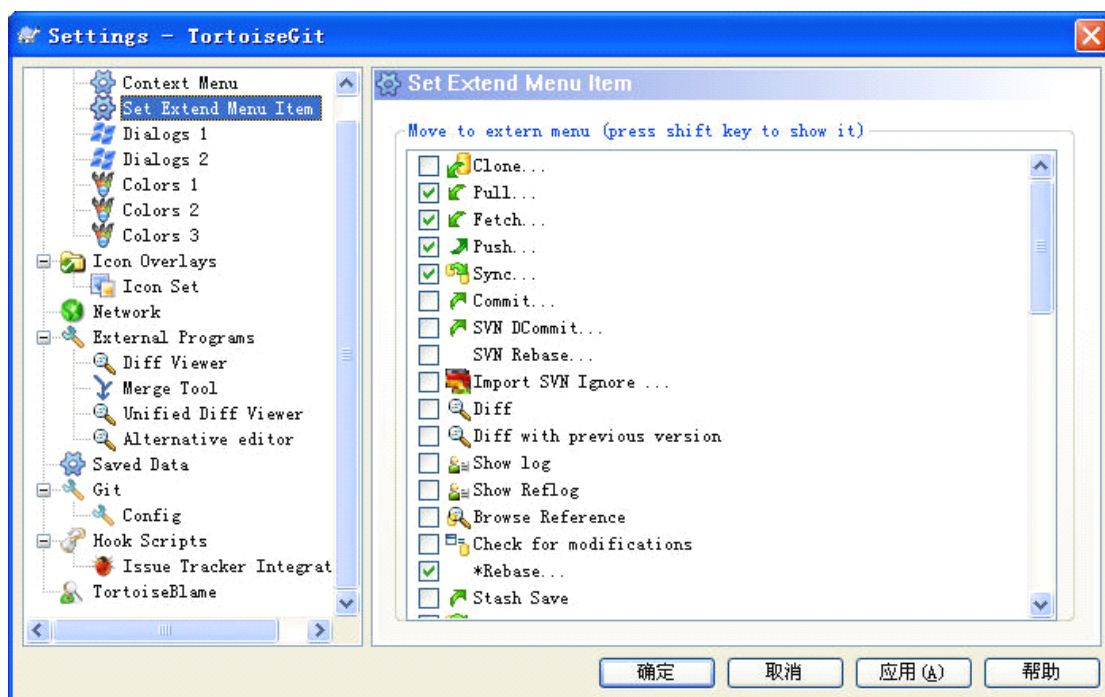 Settings - TortoiseGit
Context Menu
Set Extend Menu Item
Dialogs 1
Dialogs 2
Colors 1
Colors 2
Colors 3
Icon Overlays
Icon Set
Network
External Programs
Diff Viewer
Merge Tool
Unified Diff Viewer
Alternative editor
Saved Data
Git
Config
Hook Scripts
Issue Tracker Integrat
TortoiseBlame
Set Extend Menu Item
Move to extern menu (press shift key to show it)
Clone...
Pull...
Fetch...
Push...
Sync...
Commit...
SVN DCommit...
SVN Rebase...
Import SVN Ignore ...
Diff
Diff with previous version
Show log
Show Reflog
Browse Reference
Check for modifications
*Rebase...
Stash Save
确定
取消
应用(A)
帮助